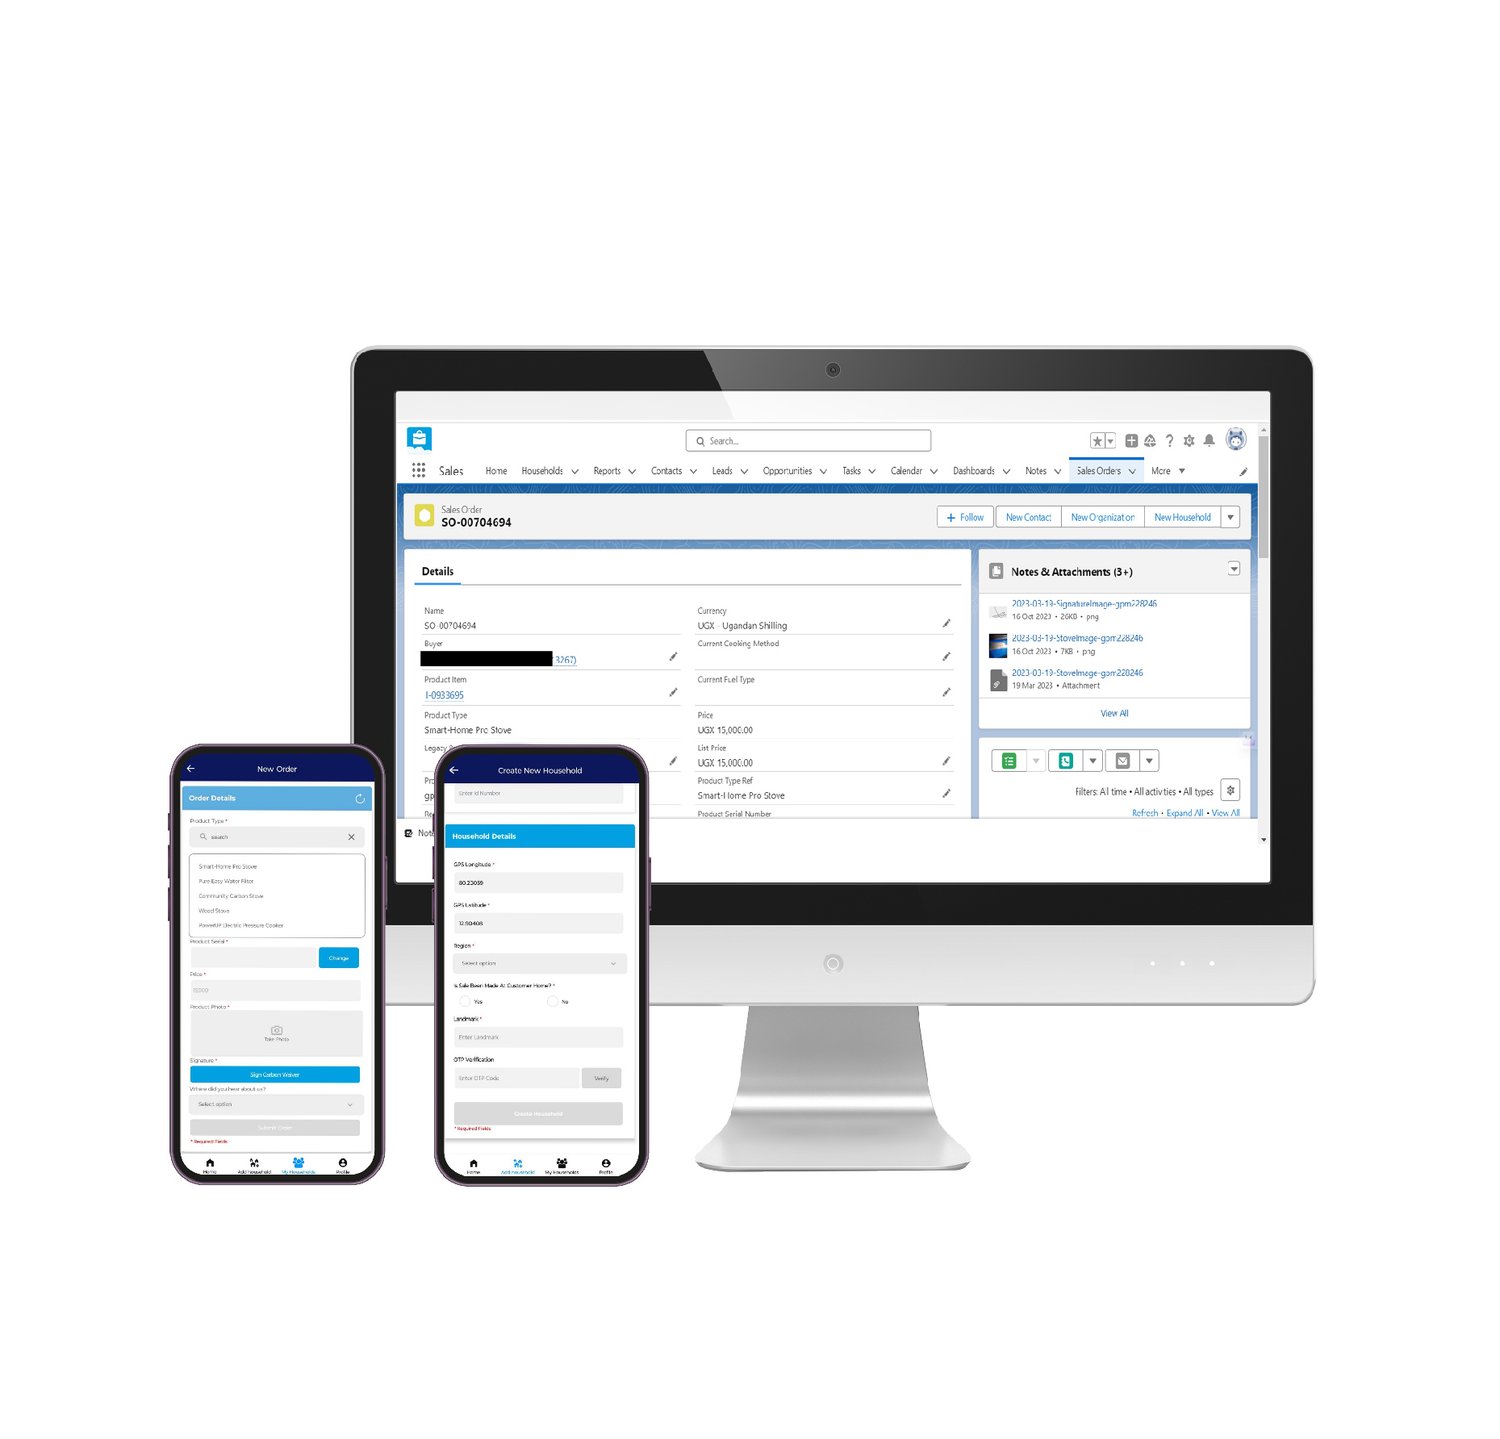 Search...
Sales
Home
Households
Reports
Contacts
Leads
Opportunities
Tasks
Calendar
Dashboards
Notes
Sales Orders
More
Sales Order
SO-00704694
Follow
New Contact
New Organization
New Household
Details
Name
SO-00704694
Buyer
3267)
Product Item
I-0933695
Product Type
Smart-Home Pro Stove
Legacy
Currency
UGX - Ugandan Shilling
Current Cooking Method
Current Fuel Type
Price
UGX 15,000.00
List Price
UGX 15,000.00
Product Type Ref
Smart-Home Pro Stove
Product Serial Number
Notes & Attachments (3+)
2023-03-19-SignatureImage-gpm228246
16 Oct 2023 • 26KB • png
2023-03-19-StoveImage-gpm228246
16 Oct 2023 • 7KB • png
2023-03-19-StoveImage-gpm228246
19 Mar 2023 • Attachment
View All
Filters: All time • All activities • All types
Refresh • Expand All • View All
New Order
Order Details
Product Type *
search
Smart-Home Pro Stove
Pure Easy Water Filter
Community Carbon Stove
Wood Stove
PowerUP Electric Pressure Cooker
Product Serial *
Change
Price *
15000
Product Photo *
Take Photo
Signature *
Sign Carbon Waiver
Where did you hear about us?
Select option
Submit Order
* Required Fields
Home
Add household
My Households
Profile
Create New Household
Enter Id Number
Household Details
GPS Longitude *
80.23039
GPS Latitude *
12.90408
Region *
Select option
Is Sale Been Made At Customer Home? *
Yes
No
Landmark *
Enter Landmark
OTP Verification
Enter OTP Code
Verify
Create Household
* Required Fields
Home
Add household
My Households
Profile